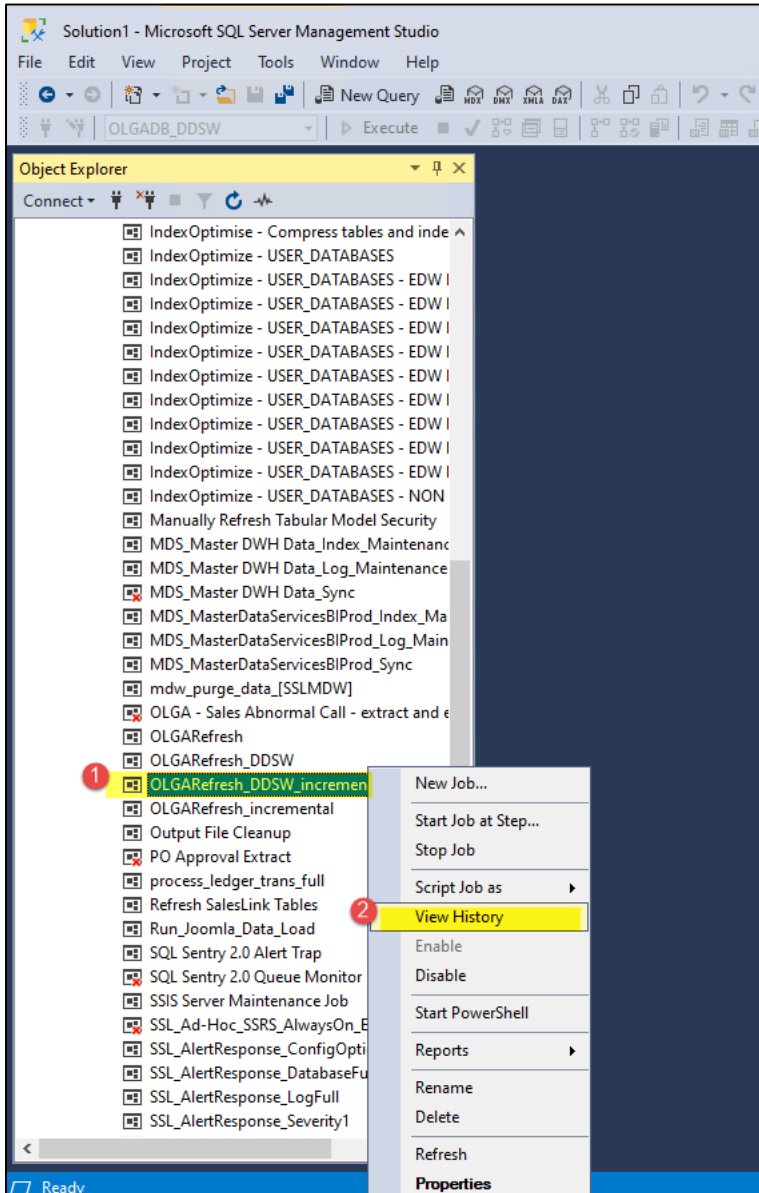 Solution1 - Microsoft SQL Server Management Studio
File Edit View Project Tools Window Help
New Query MDX DMX XMLA DAX
OLGADB_DDSW Execute
Object Explorer
Connect
IndexOptimise - Compress tables and inde
IndexOptimize - USER_DATABASES
IndexOptimize - USER_DATABASES - EDW I
IndexOptimize - USER_DATABASES - EDW I
IndexOptimize - USER_DATABASES - EDW I
IndexOptimize - USER_DATABASES - EDW I
IndexOptimize - USER_DATABASES - EDW I
IndexOptimize - USER_DATABASES - EDW I
IndexOptimize - USER_DATABASES - EDW I
IndexOptimize - USER_DATABASES - EDW I
IndexOptimize - USER_DATABASES - EDW I
IndexOptimize - USER_DATABASES - NON
Manually Refresh Tabular Model Security
MDS_Master DWH Data_Index_Maintenanc
MDS_Master DWH Data_Log_Maintenance
MDS_Master DWH Data_Sync
MDS_MasterDataServicesBIProd_Index_Mai
MDS_MasterDataServicesBIProd_Log_Main
MDS_MasterDataServicesBIProd_Sync
mdw_purge_data_[SSLMDW]
OLGA - Sales Abnormal Call - extract and e
OLGARefresh
OLGARefresh_DDSW
1 OLGARefresh_DDSW_incremen
OLGARefresh_incremental
Output File Cleanup
PO Approval Extract
process_ledger_trans_full
Refresh SalesLink Tables
Run_Joomla_Data_Load
SQL Sentry 2.0 Alert Trap
SQL Sentry 2.0 Queue Monitor
SSIS Server Maintenance Job
SSL_Ad-Hoc_SSRS_AlwaysOn_E
SSL_AlertResponse_ConfigOpti
SSL_AlertResponse_DatabaseFu
SSL_AlertResponse_LogFull
SSL_AlertResponse_Severity1
New Job...
Start Job at Step...
Stop Job
Script Job as
2 View History
Enable
Disable
Start PowerShell
Reports
Rename
Delete
Refresh
Properties
Ready